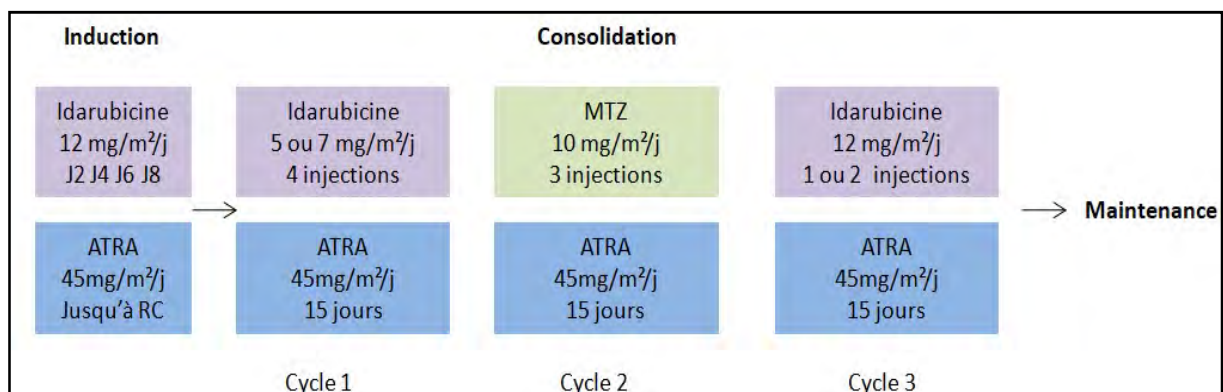 Induction
Consolidation
Idarubicine
12 mg/m²/j
J2 J4 J6 J8
Idarubicine
5 ou 7 mg/m²/j
4 injections
MTZ
10 mg/m²/j
3 injections
Idarubicine
12 mg/m²/j
1 ou 2 injections
Maintenance
ATRA
45mg/m²/j
Jusqu'à RC
ATRA
45mg/m²/j
15 jours
ATRA
45mg/m²/j
15 jours
ATRA
45mg/m²/j
15 jours
Cycle 1
Cycle 2
Cycle 3